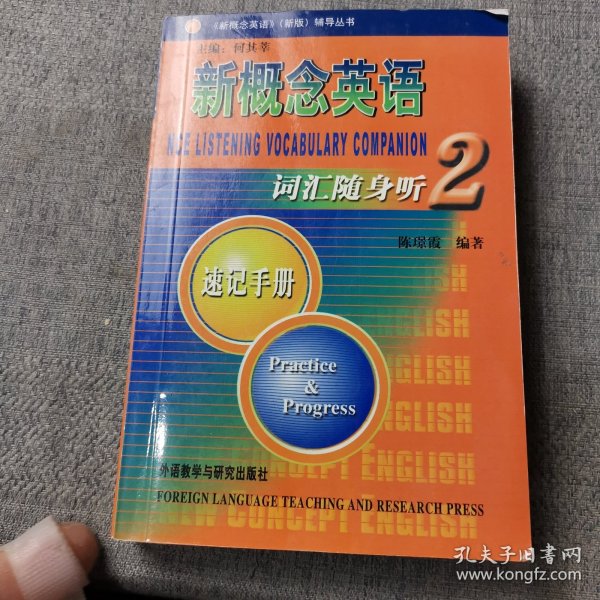 《新概念英语》(新版) 辅导丛书
主编：何其莘
新概念英语
NCE LISTENING VOCABULARY COMPANION
词汇随身听 2
陈璟霞 编著
速记手册
Practice
&
Progress
ENGLISH
ENGLISH
外语教学与研究出版社
NEW CONCEPT ENGLISH
FOREIGN LANGUAGE TEACHING AND RESEARCH PRESS
NEW CONCEPT ENGLISH
孔夫子旧书网
www.kongfz.com